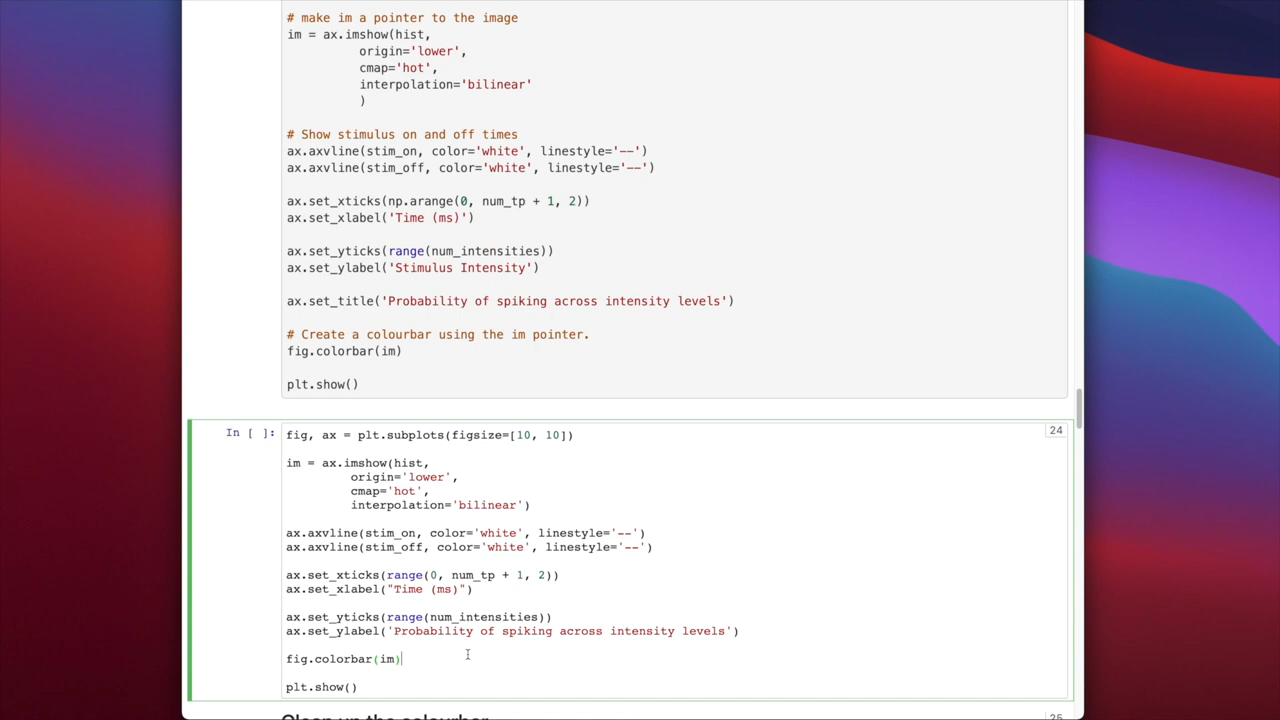 # make im a pointer to the image
im = ax.imshow(hist,
origin='lower',
cmap='hot',
interpolation='bilinear'
)
# Show stimulus on and off times
ax.axvline(stim_on, color='white', linestyle='--')
ax.axvline(stim_off, color='white', linestyle='--')
ax.set_xticks(np.arange(0, num_tp + 1, 2))
ax.set_xlabel('Time (ms)')
ax.set_yticks(range(num_intensities))
ax.set_ylabel('Stimulus Intensity')
ax.set_title('Probability of spiking across intensity levels')
# Create a colourbar using the im pointer.
fig.colorbar(im)
plt.show()
In [ ]:
24
fig, ax = plt.subplots(figsize=[10, 10])
im = ax.imshow(hist,
origin='lower',
cmap='hot',
interpolation='bilinear')
ax.axvline(stim_on, color='white', linestyle='--')
ax.axvline(stim_off, color='white', linestyle='--')
ax.set_xticks(range(0, num_tp + 1, 2))
ax.set_xlabel("Time (ms)")
ax.set_yticks(range(num_intensities))
ax.set_ylabel('Probability of spiking across intensity levels')
fig.colorbar(im)
plt.show()
Clean up the colourbar
25